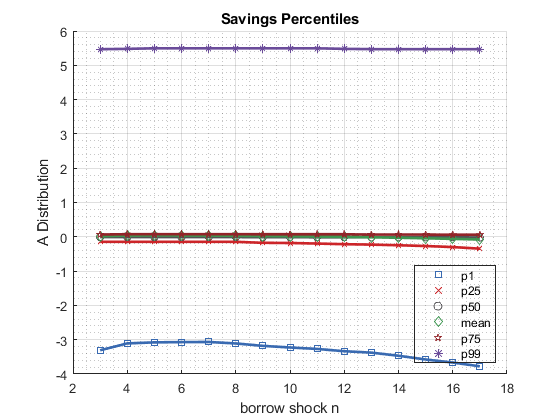 Savings Percentiles
6
5
4
3
2
1
0
-1
-2
-3
-4
A Distribution
p1
p25
p50
mean
p75
p99
2 4 6 8 10 12 14 16 18
borrow shock n